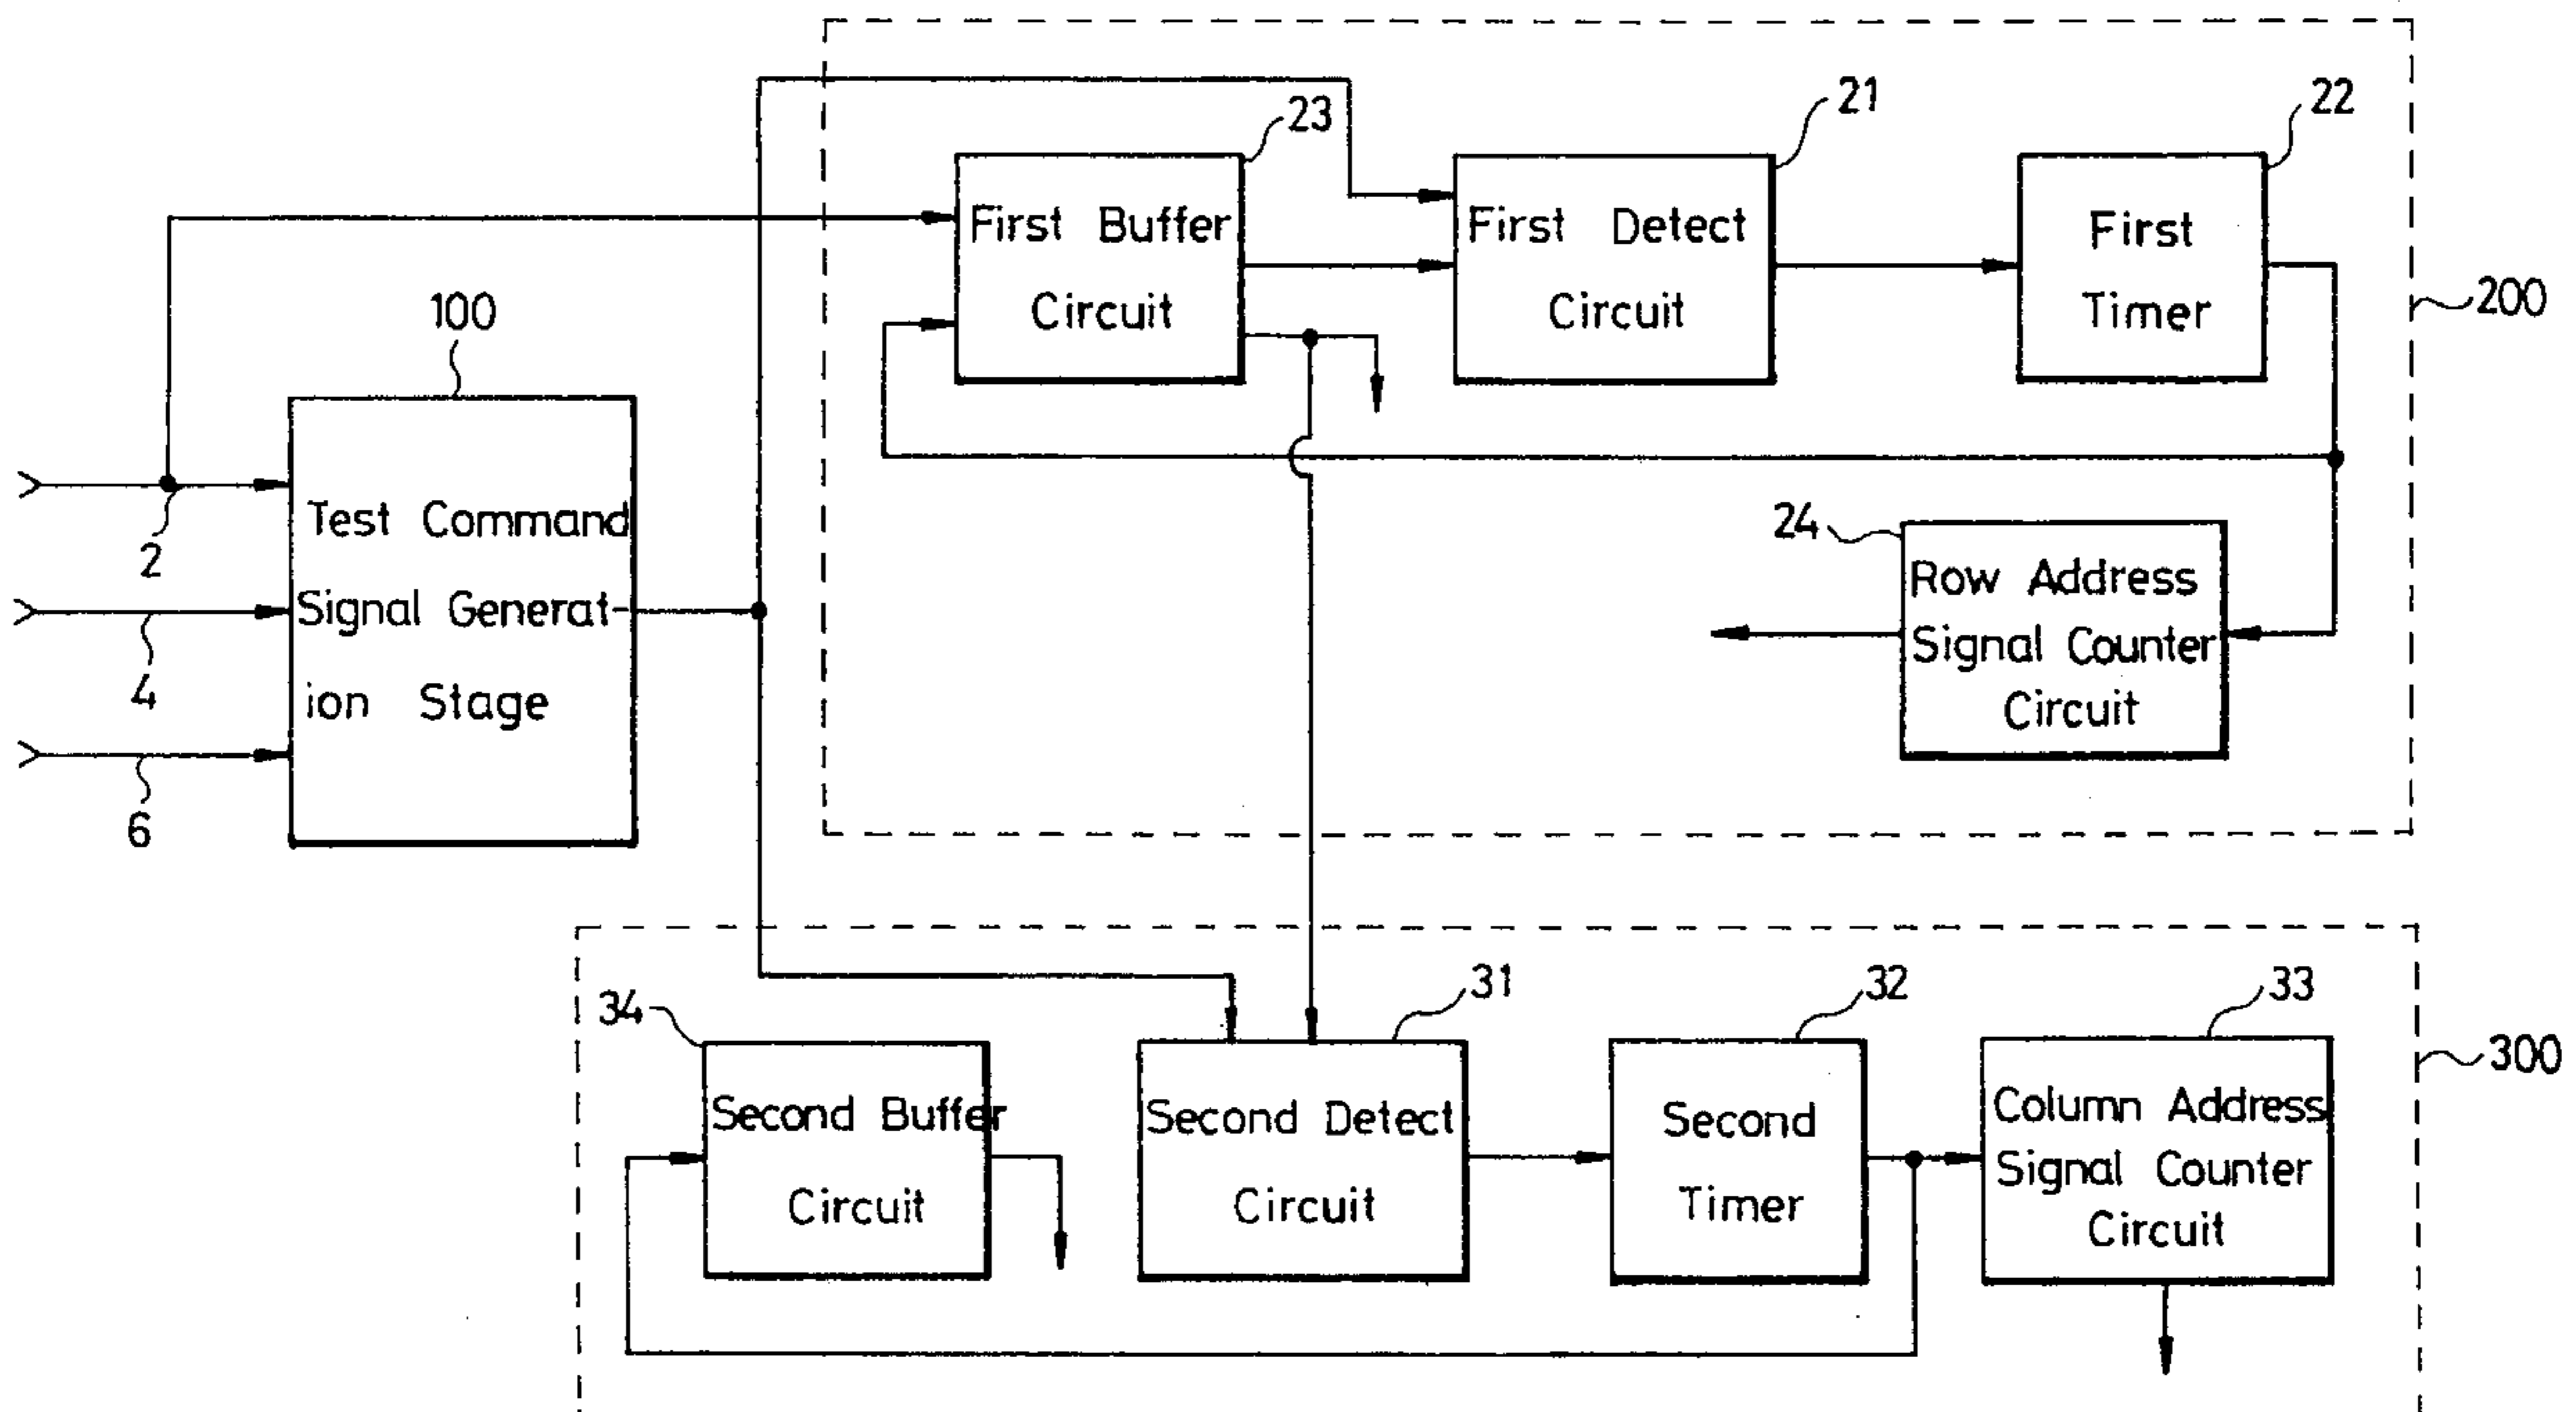 23
21
22
First Buffer
Circuit
First Detect
Circuit
First
Timer
200
100
Test Command
Signal Generat-
ion Stage
2
4
6
24
Row Address
Signal Counter
Circuit
34
31
32
33
300
Second Buffer
Circuit
Second Detect
Circuit
Second
Timer
Column Address
Signal Counter
Circuit